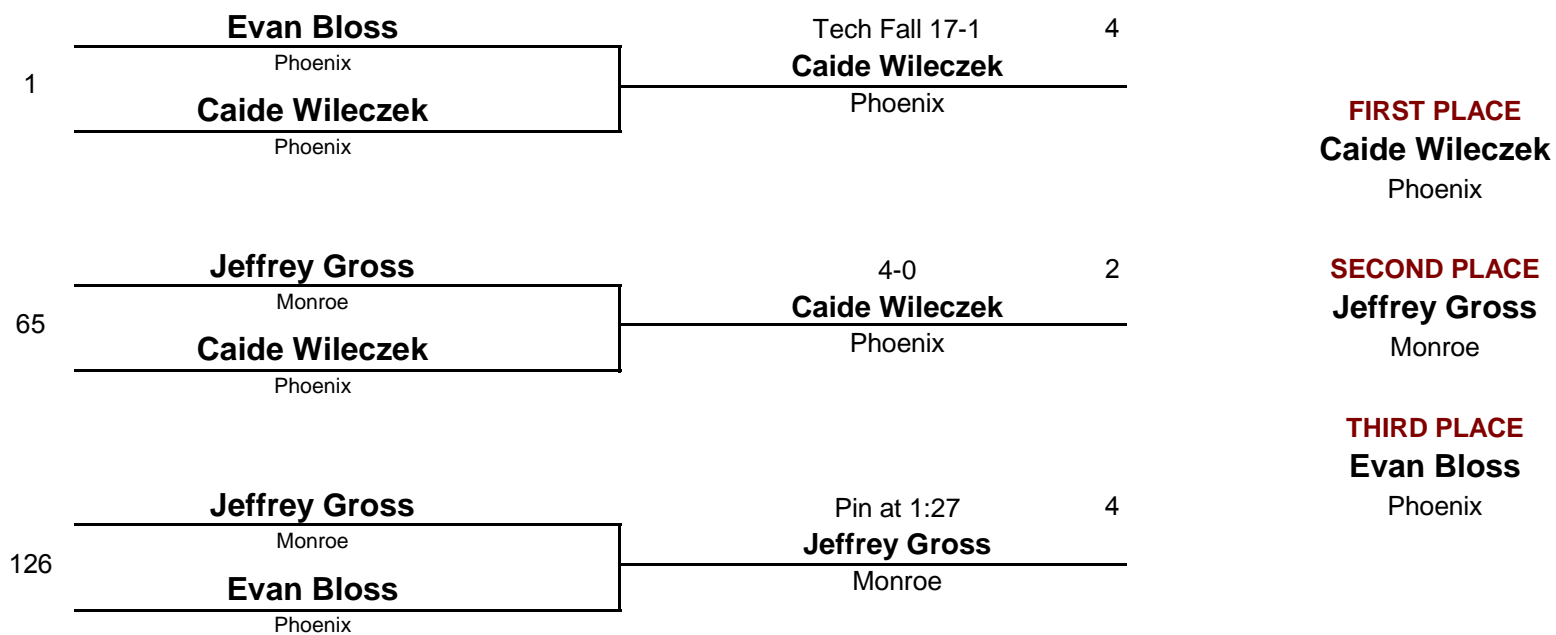 Evan Bloss
Phoenix
1
Caide Wileczek
Phoenix
Tech Fall 17-1 4
Caide Wileczek
Phoenix
Jeffrey Gross
Monroe
65
Caide Wileczek
Phoenix
4-0 2
Caide Wileczek
Phoenix
Jeffrey Gross
Monroe
126
Evan Bloss
Phoenix
Pin at 1:27 4
Jeffrey Gross
Monroe
FIRST PLACE
Caide Wileczek
Phoenix
SECOND PLACE
Jeffrey Gross
Monroe
THIRD PLACE
Evan Bloss
Phoenix